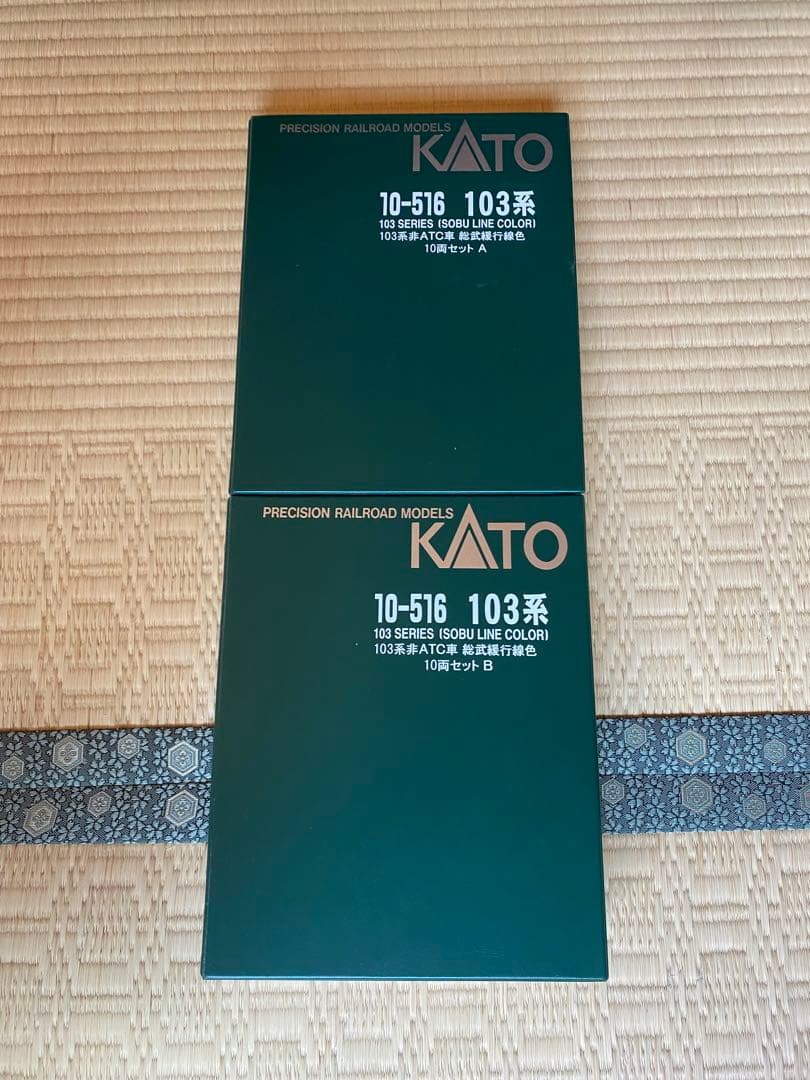 PRECISION RAILROAD MODELS
KATO
10-516 103系
103 SERIES (SOBU LINE COLOR)
103系非ATC車 総武緩行線色
10両セット A
PRECISION RAILROAD MODELS
KATO
10-516 103系
103 SERIES (SOBU LINE COLOR)
103系非ATC車 総武緩行線色
10両セット B